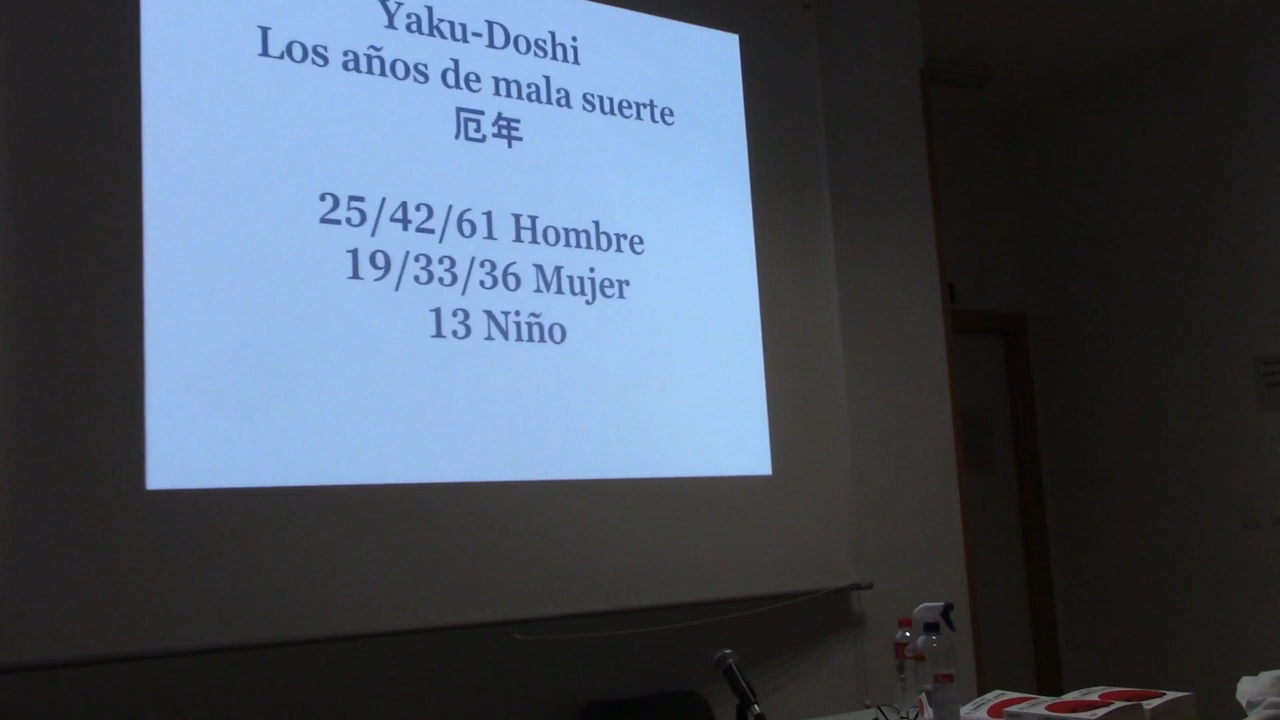 Yaku-Doshi
Los años de mala suerte
厄年
25/42/61 Hombre
19/33/36 Mujer
13 Niño